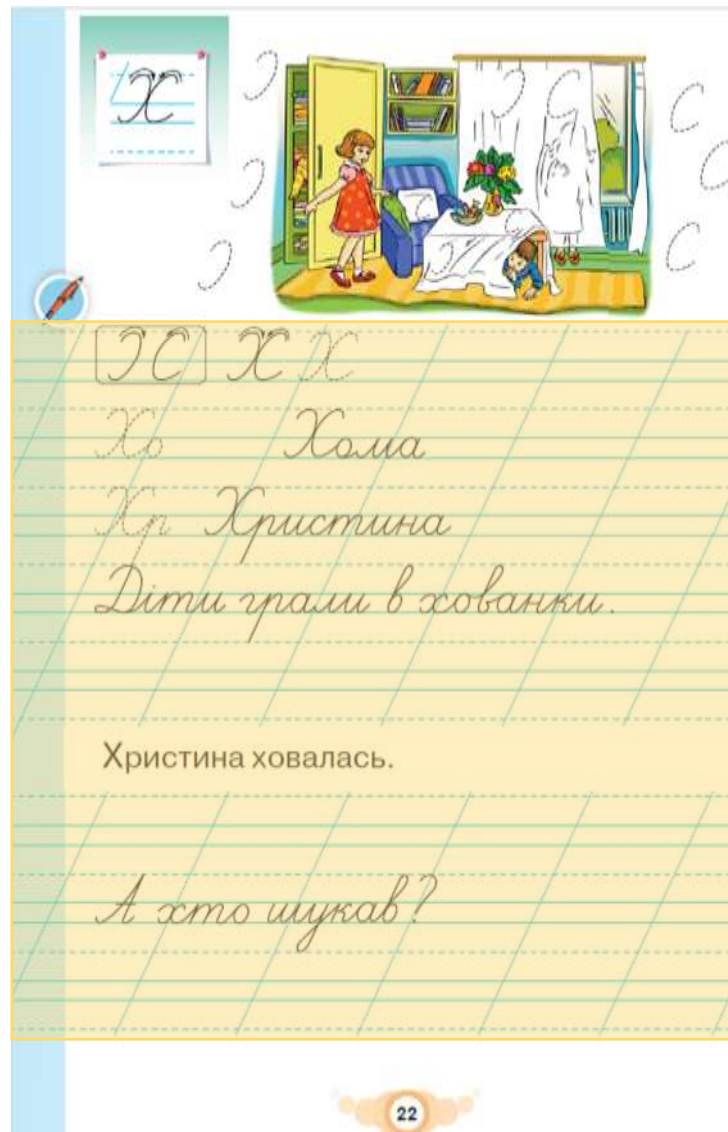 Х
Х Х
Хо Хома
Хр Христина
Діти грали в хованки.
Христина ховалась.
А хто шукав?
22